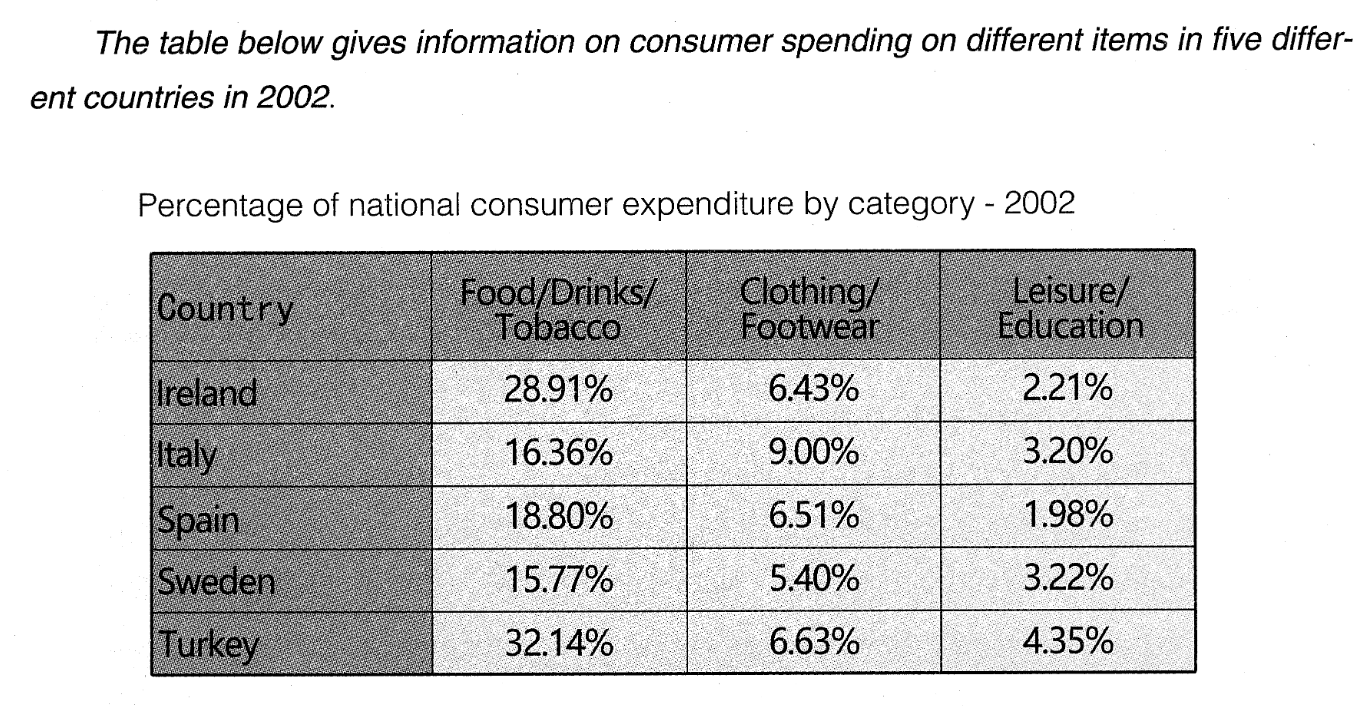 The table below gives information on consumer spending on different items in five differ-
ent countries in 2002.
Percentage of national consumer expenditure by category - 2002
Country Food/Drinks/ Tobacco Clothing/ Footwear Leisure/ Education
Ireland 28.91% 6.43% 2.21%
Italy 16.36% 9.00% 3.20%
Spain 18.80% 6.51% 1.98%
Sweden 15.77% 5.40% 3.22%
Turkey 32.14% 6.63% 4.35%